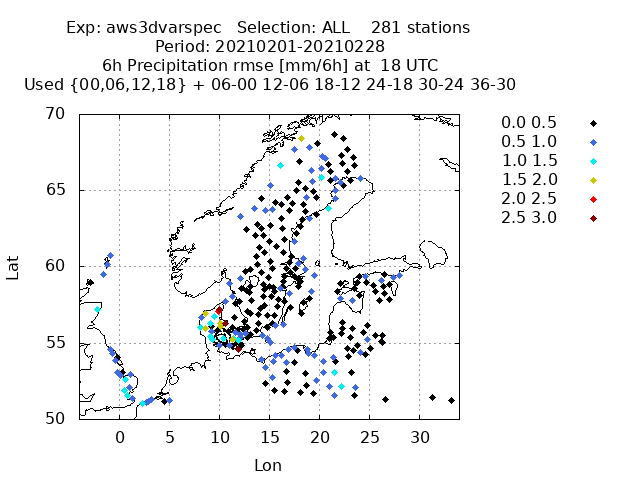 Exp: aws3dvarspec   Selection: ALL    281 stations
Period: 20210201-20210228
6h Precipitation rmse [mm/6h] at  18 UTC
Used {00,06,12,18} + 06-00 12-06 18-12 24-18 30-24 36-30
70
65
60
55
50
Lat
0 5 10 15 20 25 30
Lon
0.0 0.5
0.5 1.0
1.0 1.5
1.5 2.0
2.0 2.5
2.5 3.0